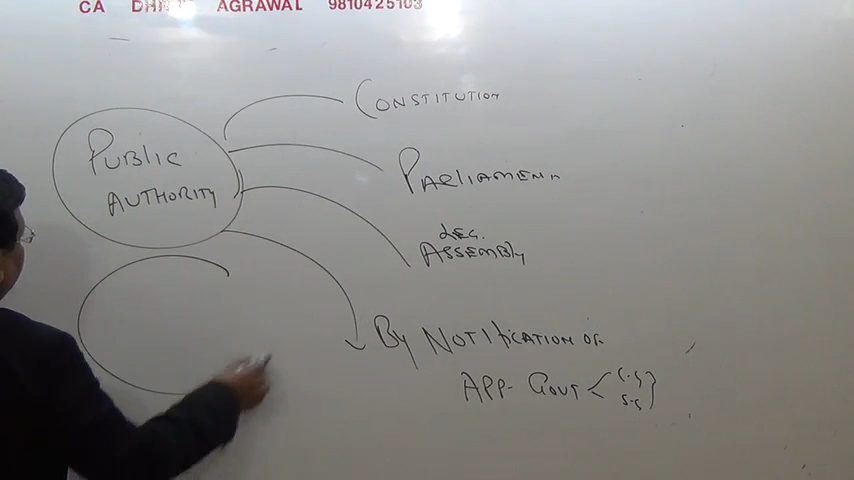 CA AGRAWAL 9810425103
PUBLIC
AUTHORITY
CONSTITUTION
PARLIAMENT
LEG.
ASSEMBLY
By NOTIFICATION OF
APP- GOVT < C.G }
S.G